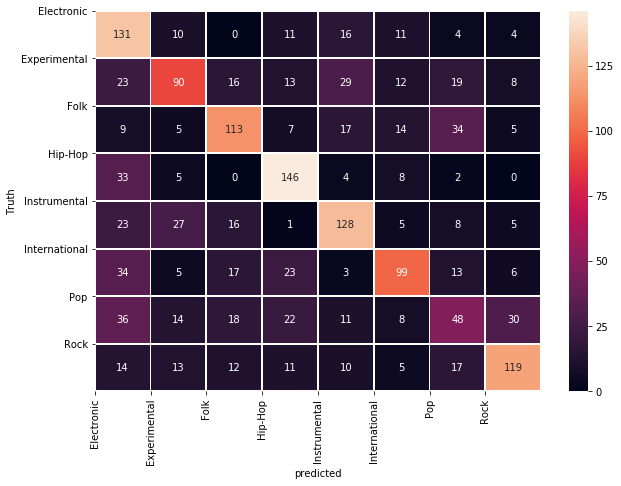 Electronic
131 10 0 11 16 11 4 4
Experimental
23 90 16 13 29 12 19 8
125
Folk
9 5 113 7 17 14 34 5
100
Hip-Hop
33 5 0 146 4 8 2 0
75
Truth
Instrumental
23 27 16 1 128 5 8 5
50
International
34 5 17 23 3 99 13 6
Pop
36 14 18 22 11 8 48 30
25
Rock
14 13 12 11 10 5 17 119
0
Electronic
Experimental
Folk
Hip-Hop
Instrumental
International
Pop
Rock
predicted